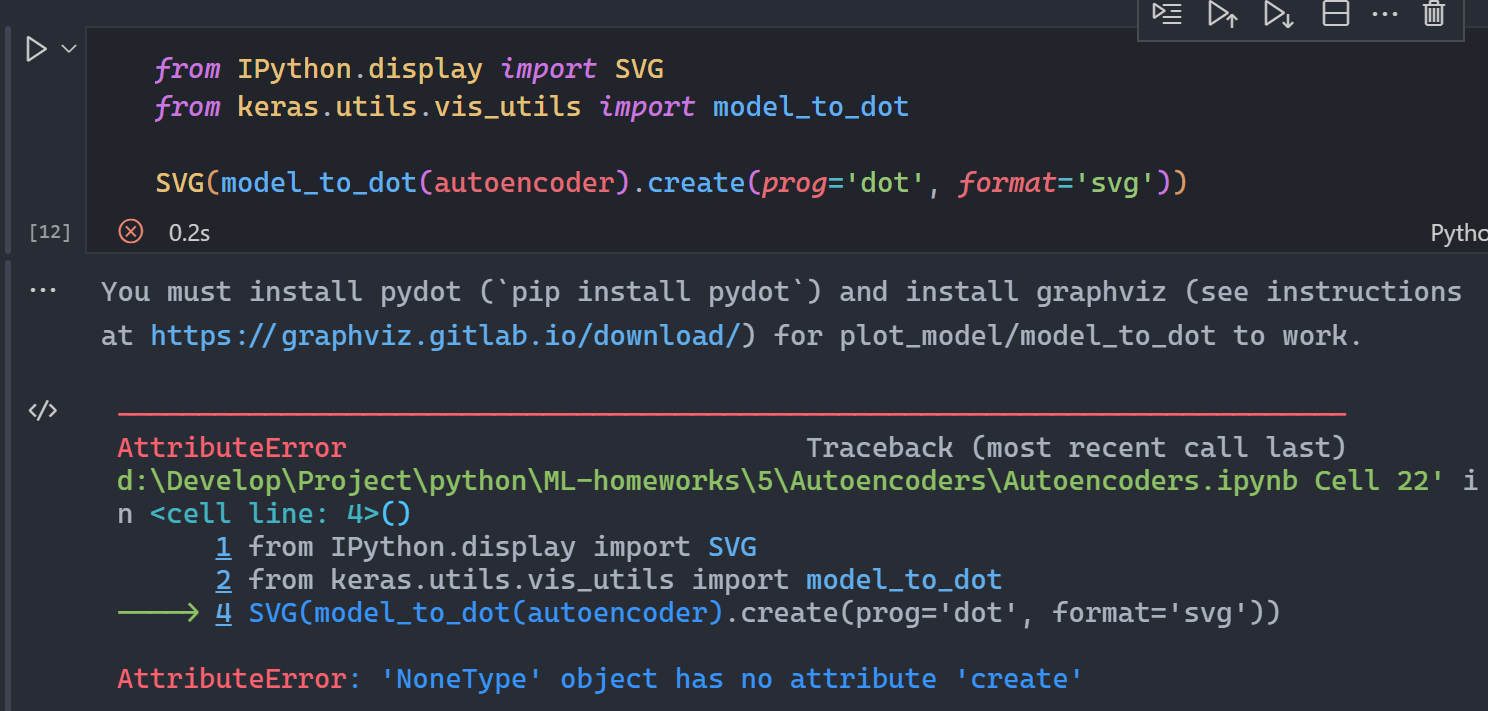 from IPython.display import SVG
from keras.utils.vis_utils import model_to_dot
SVG(model_to_dot(autoencoder).create(prog='dot', format='svg'))
[12]
0.2s
Pytho
You must install pydot (`pip install pydot`) and install graphviz (see instructions
at https://graphviz.gitlab.io/download/) for plot_model/model_to_dot to work.
AttributeError Traceback (most recent call last)
d:\Develop\Project\python\ML-homeworks\5\Autoencoders\Autoencoders.ipynb Cell 22' i
n <cell line: 4>()
1 from IPython.display import SVG
2 from keras.utils.vis_utils import model_to_dot
----> 4 SVG(model_to_dot(autoencoder).create(prog='dot', format='svg'))
AttributeError: 'NoneType' object has no attribute 'create'